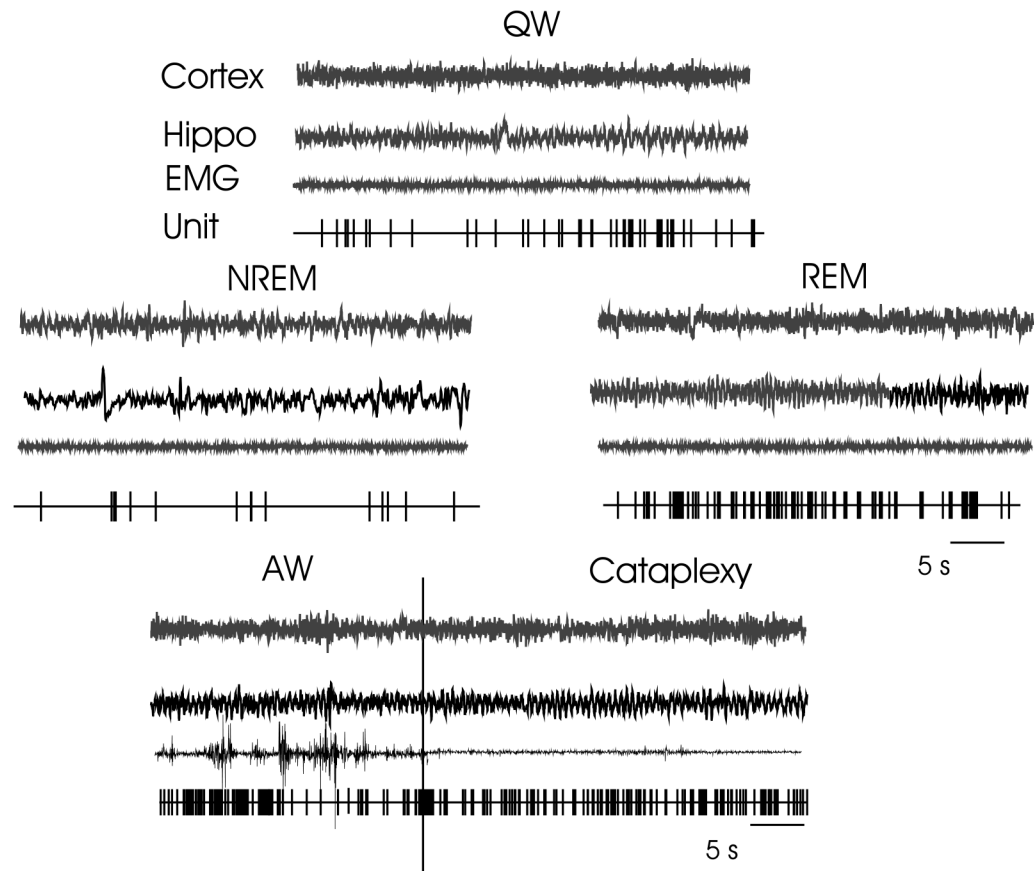 QW
Cortex
Hippo
EMG
Unit
NREM
REM
5 s
AW
Cataplexy
5 s